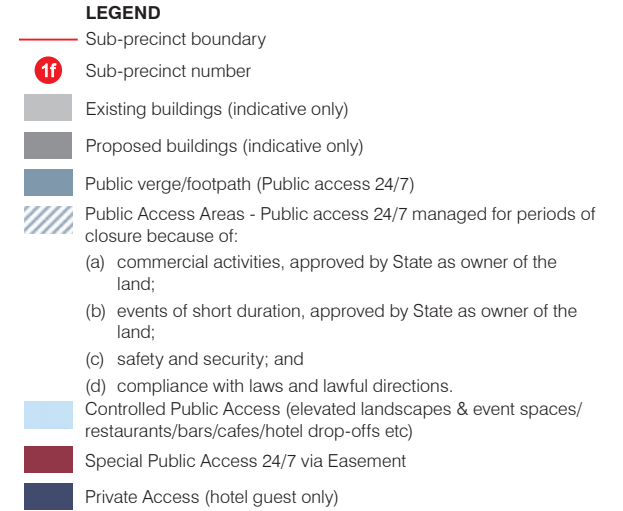 LEGEND
Sub-precinct boundary
1f Sub-precinct number
Existing buildings (indicative only)
Proposed buildings (indicative only)
Public verge/footpath (Public access 24/7)
Public Access Areas - Public access 24/7 managed for periods of
closure because of:
(a) commercial activities, approved by State as owner of the
land;
(b) events of short duration, approved by State as owner of the
land;
(c) safety and security; and
(d) compliance with laws and lawful directions.
Controlled Public Access (elevated landscapes & event spaces/
restaurants/bars/cafes/hotel drop-offs etc)
Special Public Access 24/7 via Easement
Private Access (hotel guest only)